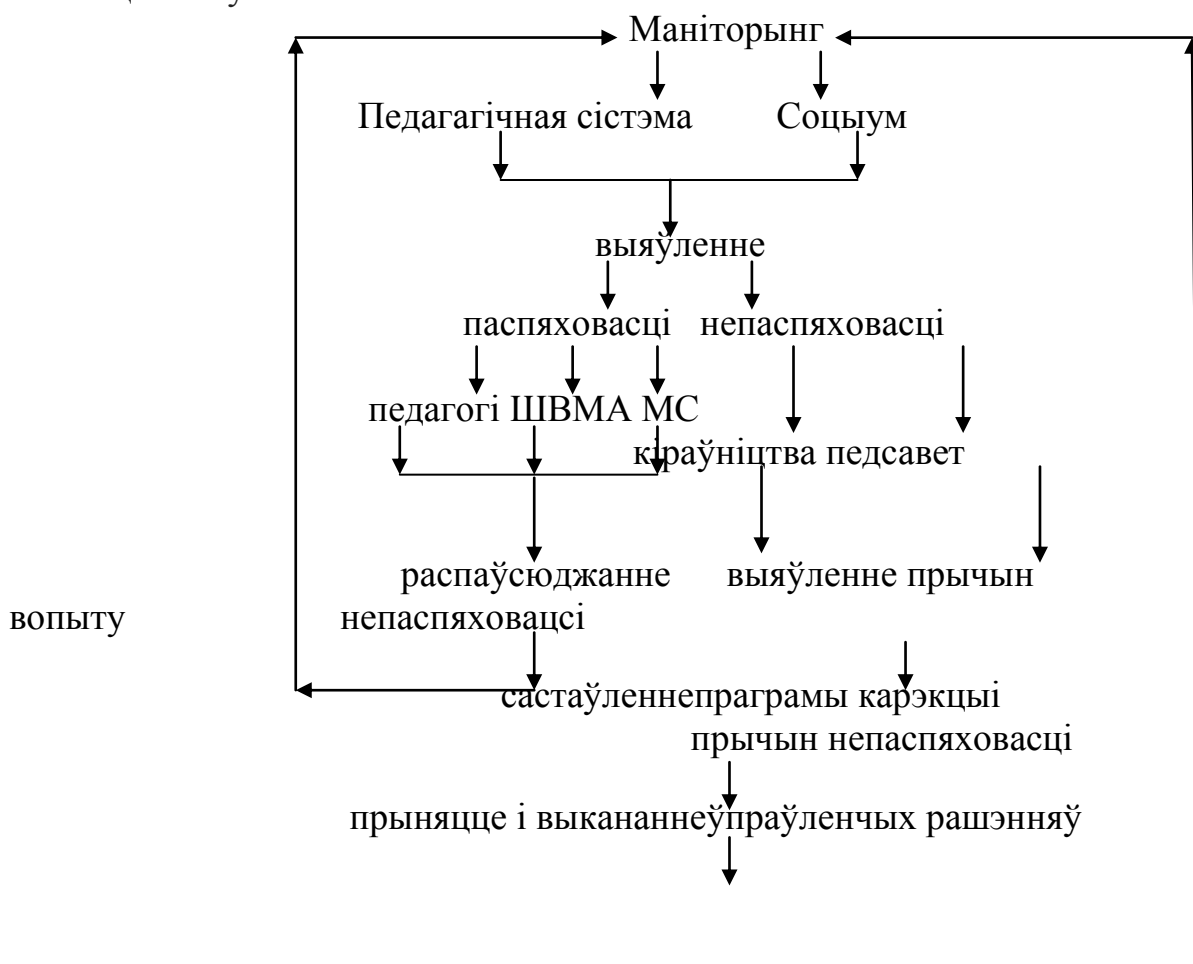 Маніторынг
Педагагічная сістэма Соцыум
выяўленне
паспяховасці непаспяховасці
педагогі ШВМА МС
кіраўніцтва педсавет
распаўсюджанне выяўленне прычын
вопыту непаспяховацсі
састаўленнепраграмы карэкцыі
прычын непаспяховасці
прыняцце і выкананнеўпраўленчых рашэнняў